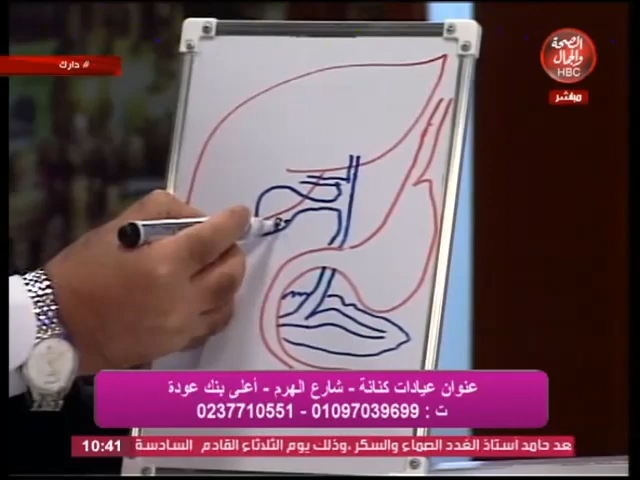 الصحة
والجمال
HBC
مباشر
#دارك
عنوان عيادات كنانة - شارع الهرم - أعلى بنك عودة
ت : 01097039699 - 0237710551
عد حامد استاذ الغدد الصماء والسكر ،وذلك يوم الثلاثاء القادم السادسة
10:41